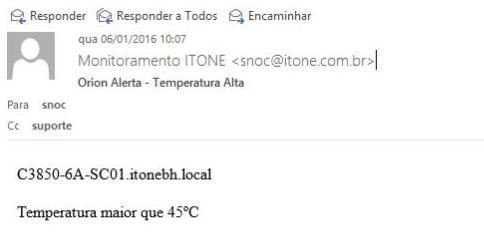 Responder Responder a Todos Encaminhar
qua 06/01/2016 10:07
Monitoramento ITONE <snoc@itone.com.br>
Orion Alerta - Temperatura Alta
Para snoc
Cc suporte
C3850-6A-SC01.itonebh.local
Temperatura maior que 45ºC